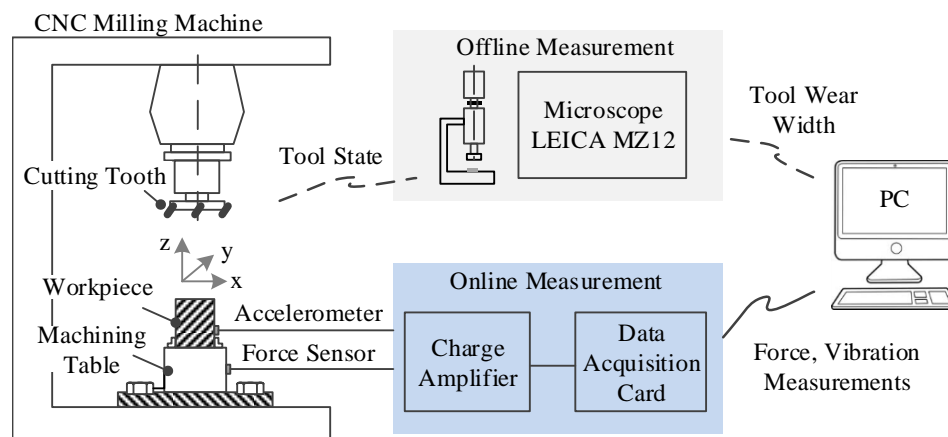 CNC Milling Machine
Offline Measurement
Microscope
LEICA MZ12
Tool Wear
Width
Tool State
Cutting Tooth
PC
z
y
x
Workpiece
Online Measurement
Accelerometer
Machining
Table
Force Sensor
Charge
Amplifier
Data
Acquisition
Card
Force, Vibration
Measurements